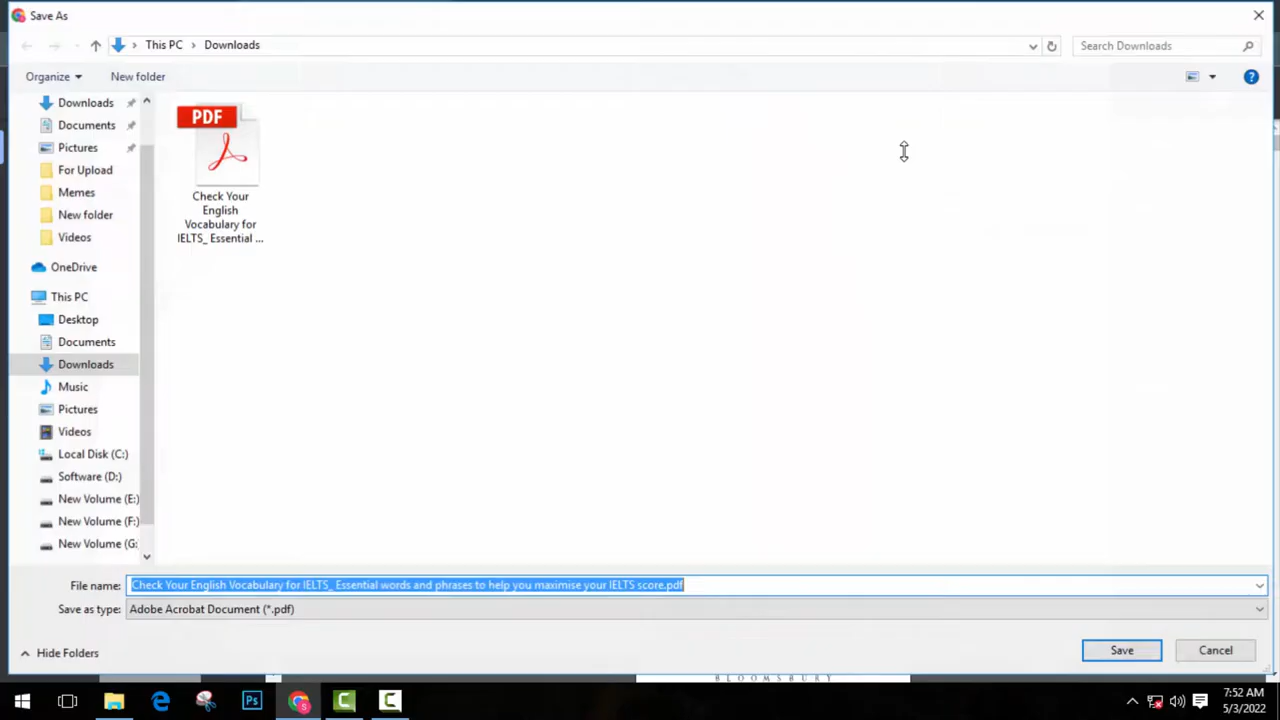 Save As
This PC
Downloads
Search Downloads
Organize
New folder
?
Downloads
Documents
Pictures
For Upload
Memes
New folder
Videos
OneDrive
This PC
Desktop
Documents
Downloads
Music
Pictures
Videos
Local Disk (C:)
Software (D:)
New Volume (E:)
New Volume (F:)
New Volume (G:
PDF
Check Your
English
Vocabulary for
IELTS_ Essential ...
File name:
Check Your English Vocabulary for IELTS_ Essential words and phrases to help you maximise your IELTS score.pdf
Save as type:
Adobe Acrobat Document (*.pdf)
Hide Folders
Save
Cancel
BLOOMSBURY
Ps
7:52 AM
5/3/2022